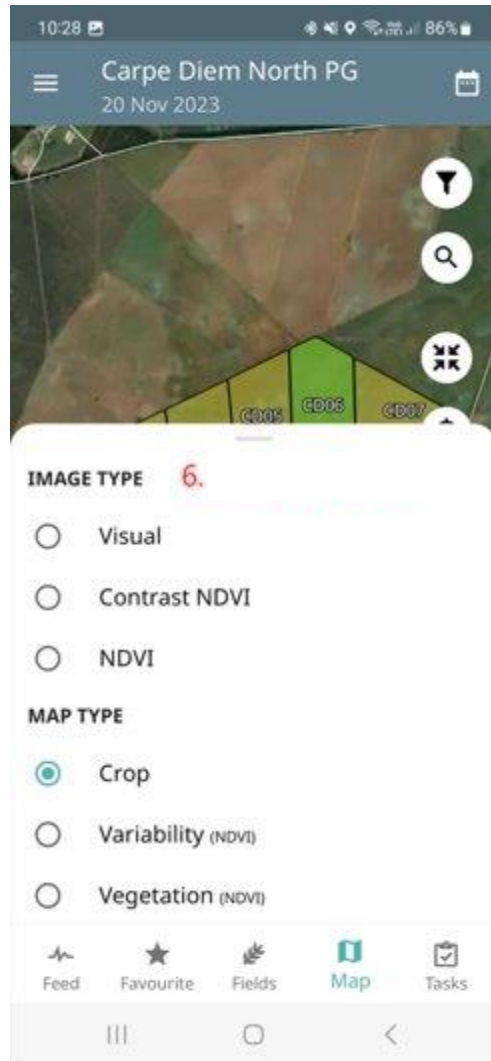 10:28 86%
Carpe Diem North PG
20 Nov 2023
CD05 CD06 CD07
IMAGE TYPE 6.
Visual
Contrast NDVI
NDVI
MAP TYPE
Crop
Variability (NDVI)
Vegetation (NDVI)
Feed Favourite Fields Map Tasks